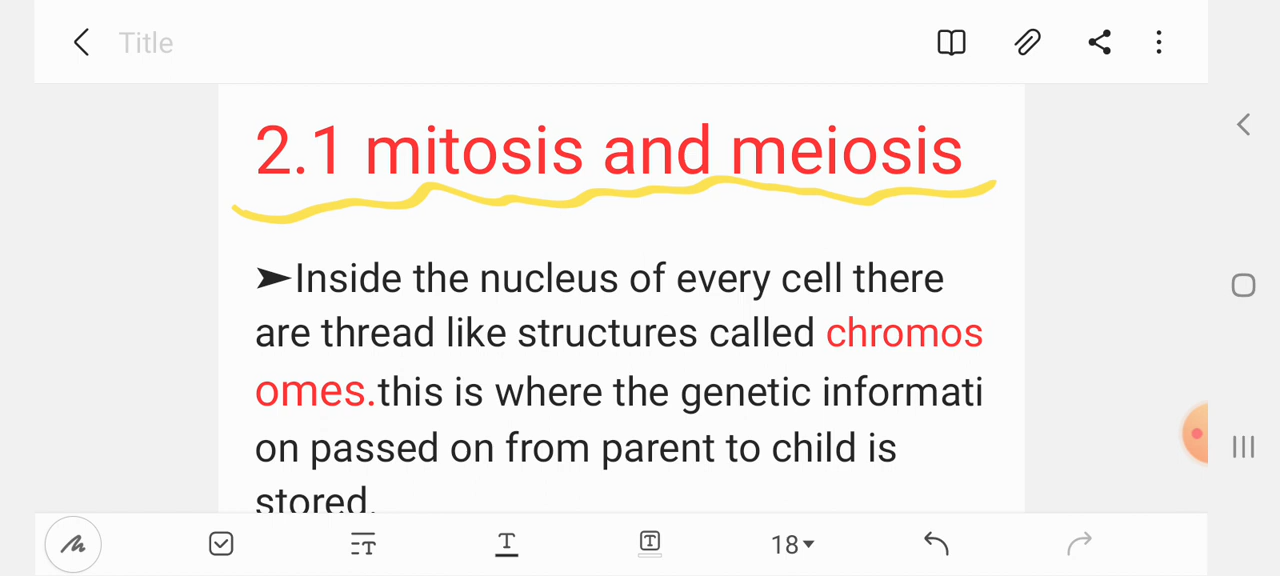 Title
2.1 mitosis and meiosis
➤Inside the nucleus of every cell there
are thread like structures called chromos
omes.this is where the genetic informati
on passed on from parent to child is
stored.
18